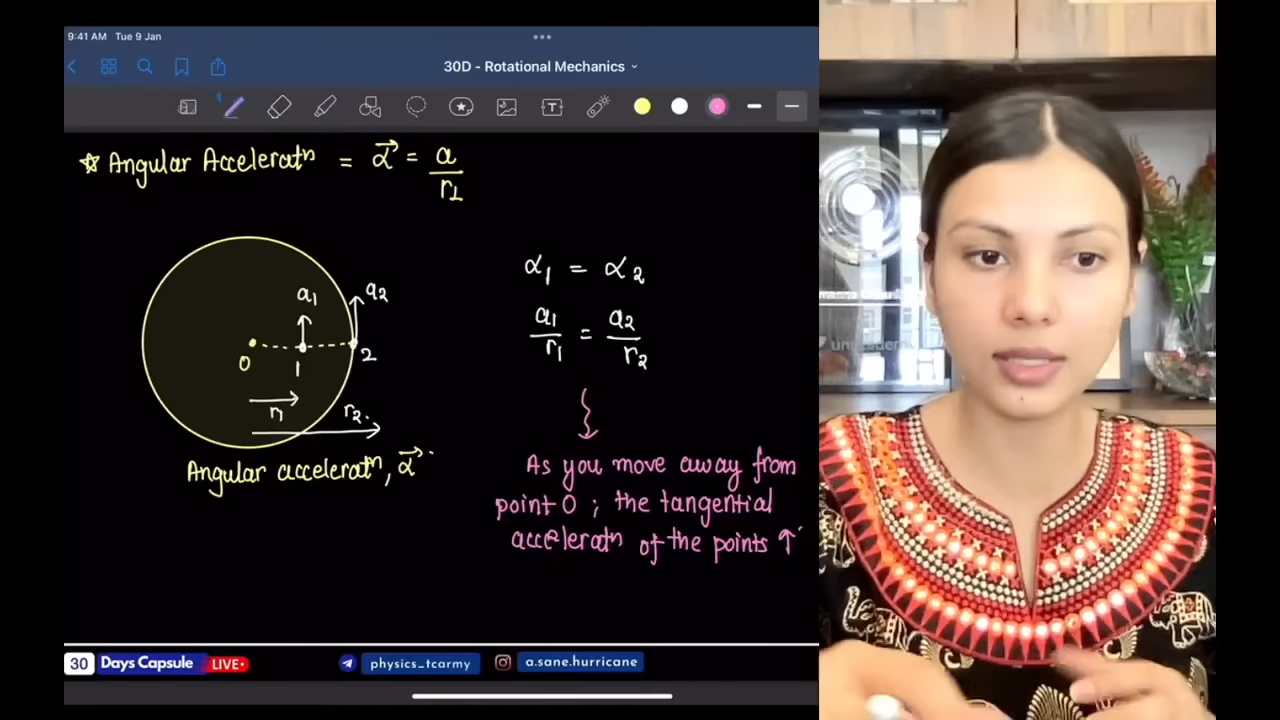 9:41 AM Tue 9 Jan
30D - Rotational Mechanics
T
☆ Angular Acceleratⁿ = α⃗ = a/r⊥
a₁
a₂
O
1
2
r₁
r₂.
Angular acceleratⁿ, α⃗
α₁ = α₂
a₁/r₁ = a₂/r₂
As you move away from
point O ; the tangential
acceleratⁿ of the points ↑
30 Days Capsule LIVE
physics_tcarmy
a.sane.hurricane